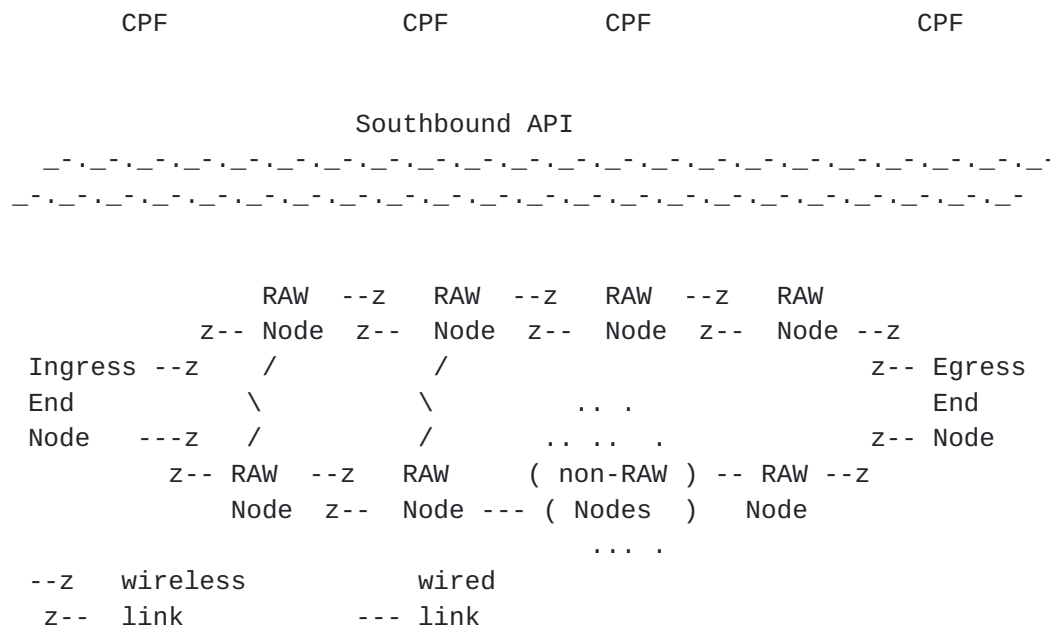 CPF CPF CPF CPF
Southbound API
_-._-._-._-._-._-._-._-._-._-._-._-._-._-._-._-._-._-._-._-._-._-
_-._-._-._-._-._-._-._-._-._-._-._-._-._-._-._-._-._-._-._-._-._-
RAW --z RAW --z RAW --z RAW
z-- Node z-- Node z-- Node z-- Node --z
Ingress --z / / z-- Egress
End \ \ .. . End
Node ---z / / .. .. . z-- Node
z-- RAW --z RAW ( non-RAW ) -- RAW --z
Node z-- Node --- ( Nodes ) Node
... .
--z wireless wired
z-- link --- link